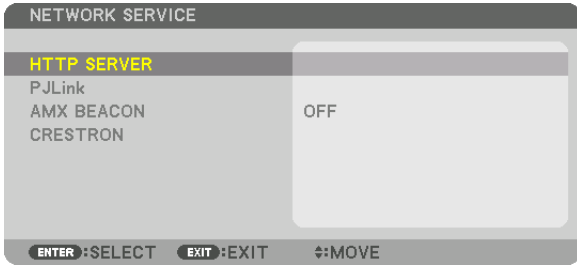 NETWORK SERVICE
HTTP SERVER
PJLink
AMX BEACON OFF
CRESTRON
ENTER :SELECT EXIT :EXIT :MOVE